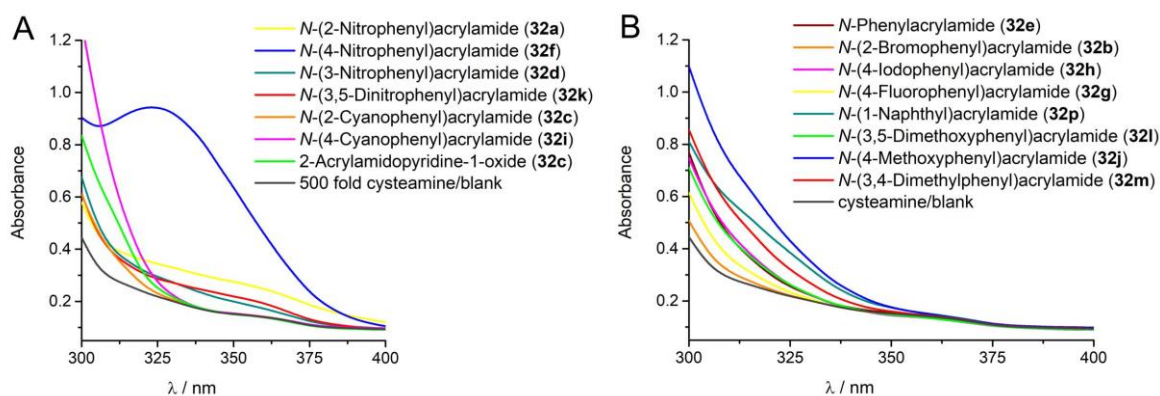 A
N-(2-Nitrophenyl)acrylamide (32a)
N-(4-Nitrophenyl)acrylamide (32f)
N-(3-Nitrophenyl)acrylamide (32d)
N-(3,5-Dinitrophenyl)acrylamide (32k)
N-(2-Cyanophenyl)acrylamide (32c)
N-(4-Cyanophenyl)acrylamide (32i)
2-Acrylamidopyridine-1-oxide (32c)
500 fold cysteamine/blank
Absorbance
1.2
1.0
0.8
0.6
0.4
0.2
300
325
350
375
400
λ / nm
B
N-Phenylacrylamide (32e)
N-(2-Bromophenyl)acrylamide (32b)
N-(4-Iodophenyl)acrylamide (32h)
N-(4-Fluorophenyl)acrylamide (32g)
N-(1-Naphthyl)acrylamide (32p)
N-(3,5-Dimethoxyphenyl)acrylamide (32l)
N-(4-Methoxyphenyl)acrylamide (32j)
N-(3,4-Dimethylphenyl)acrylamide (32m)
cysteamine/blank
Absorbance
1.2
1.0
0.8
0.6
0.4
0.2
300
325
350
375
400
λ / nm